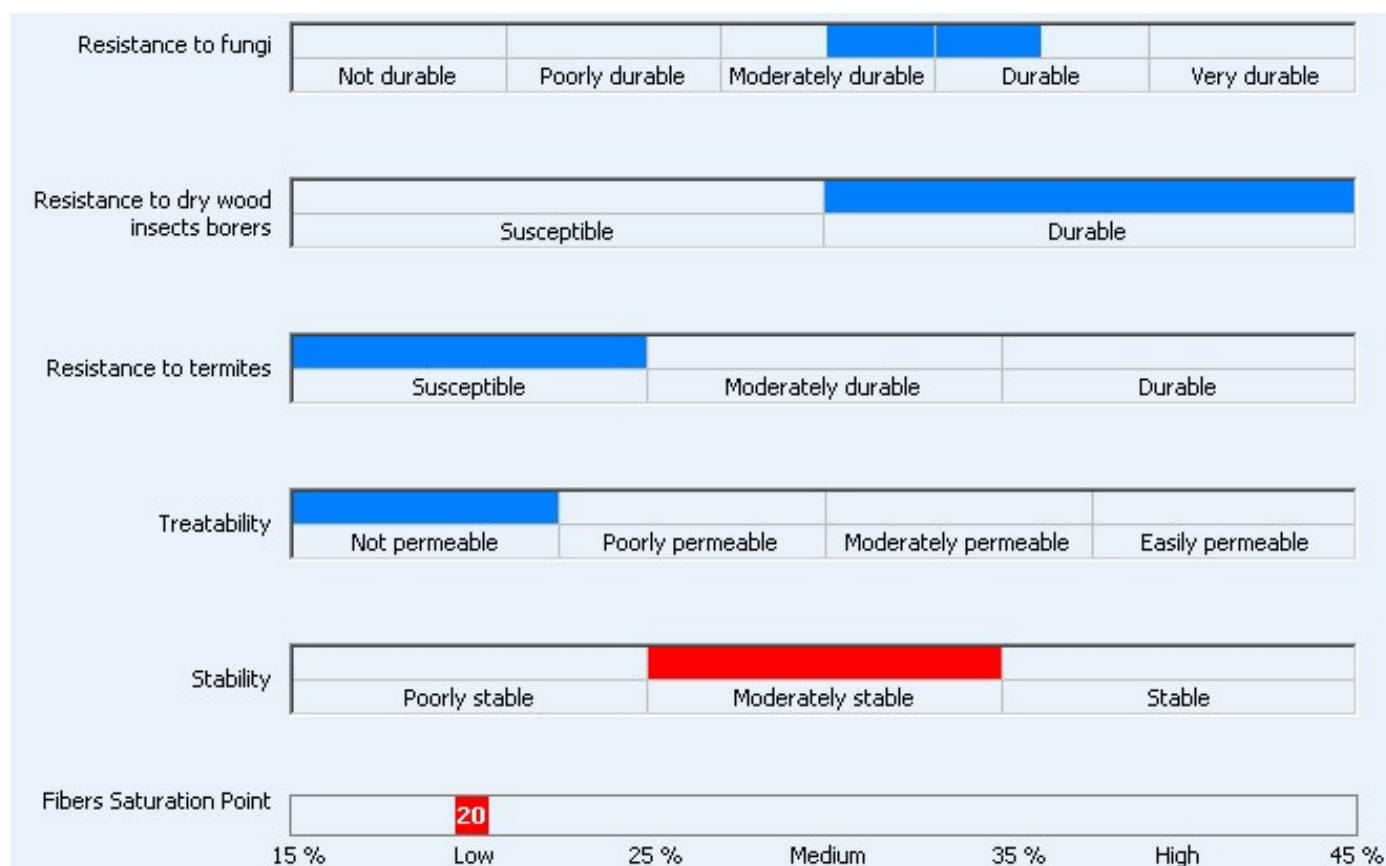 Resistance to fungi
Not durable Poorly durable Moderately durable Durable Very durable
Resistance to dry wood
insects borers
Susceptible Durable
Resistance to termites
Susceptible Moderately durable Durable
Treatability
Not permeable Poorly permeable Moderately permeable Easily permeable
Stability
Poorly stable Moderately stable Stable
Fibers Saturation Point
20
15 % Low 25 % Medium 35 % High 45 %